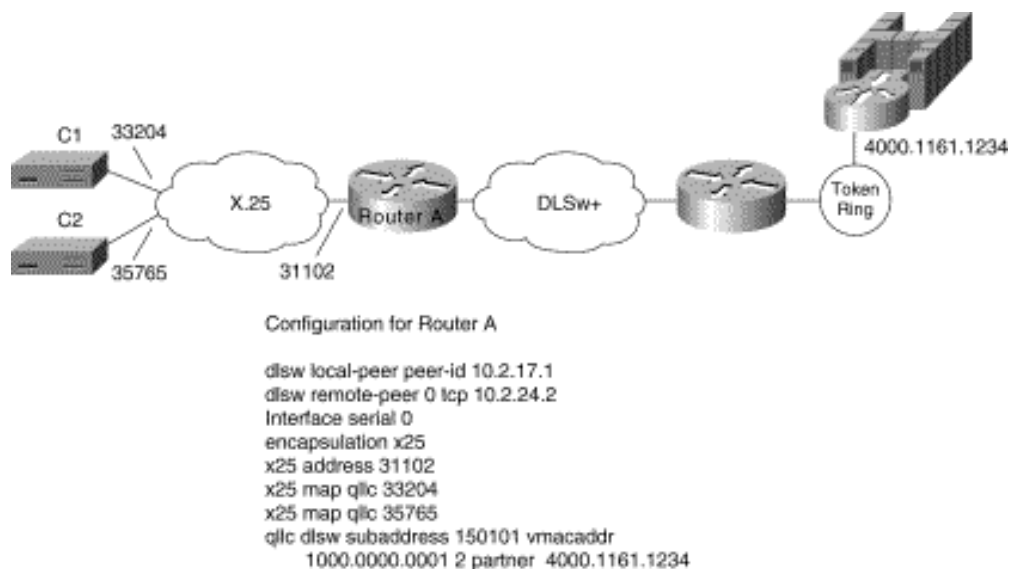 C1
33204
4000.1161.1234
X.25
Router A
DLSw+
Token
Ring
C2
35765
31102
Configuration for Router A
dlsw local-peer peer-id 10.2.17.1
dlsw remote-peer 0 tcp 10.2.24.2
Interface serial 0
encapsulation x25
x25 address 31102
x25 map qllc 33204
x25 map qllc 35765
qllc dlsw subaddress 150101 vmacaddr
1000.0000.0001 2 partner 4000.1161.1234